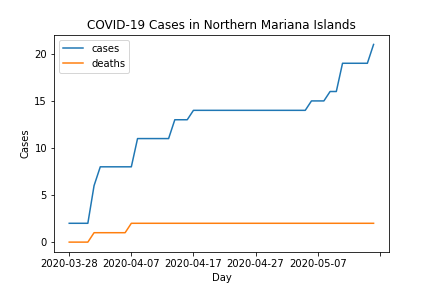 COVID-19 Cases in Northern Mariana Islands
cases
deaths
20
15
10
5
0
Cases
2020-03-28 2020-04-07 2020-04-17 2020-04-27 2020-05-07
Day